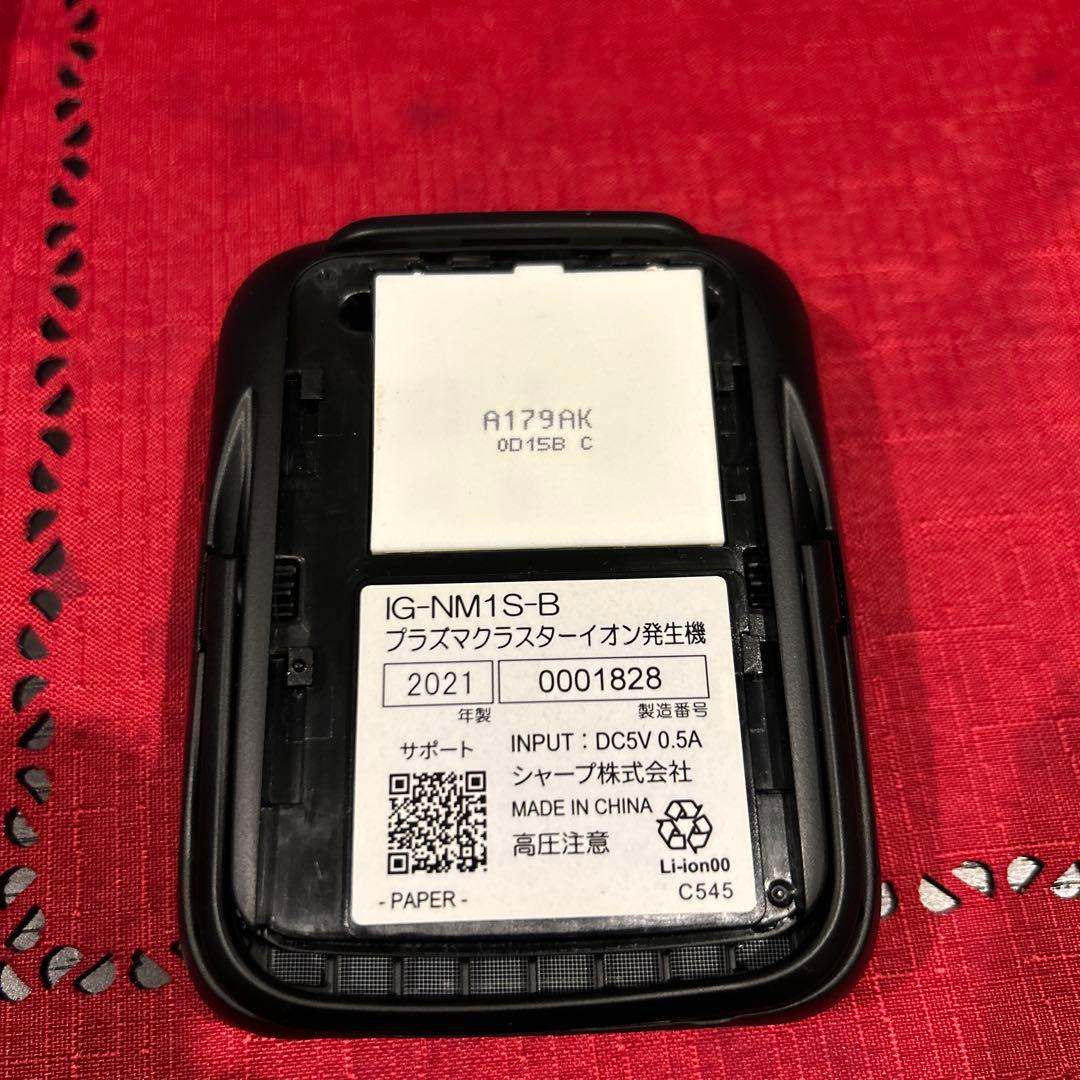 A179AK
0D15B C
IG-NM1S-B
プラズマクラスターイオン発生機
2021 0001828
年製 製造番号
サポート
INPUT : DC5V 0.5A
シャープ株式会社
MADE IN CHINA
高圧注意
Li-ion00
- PAPER -
C545